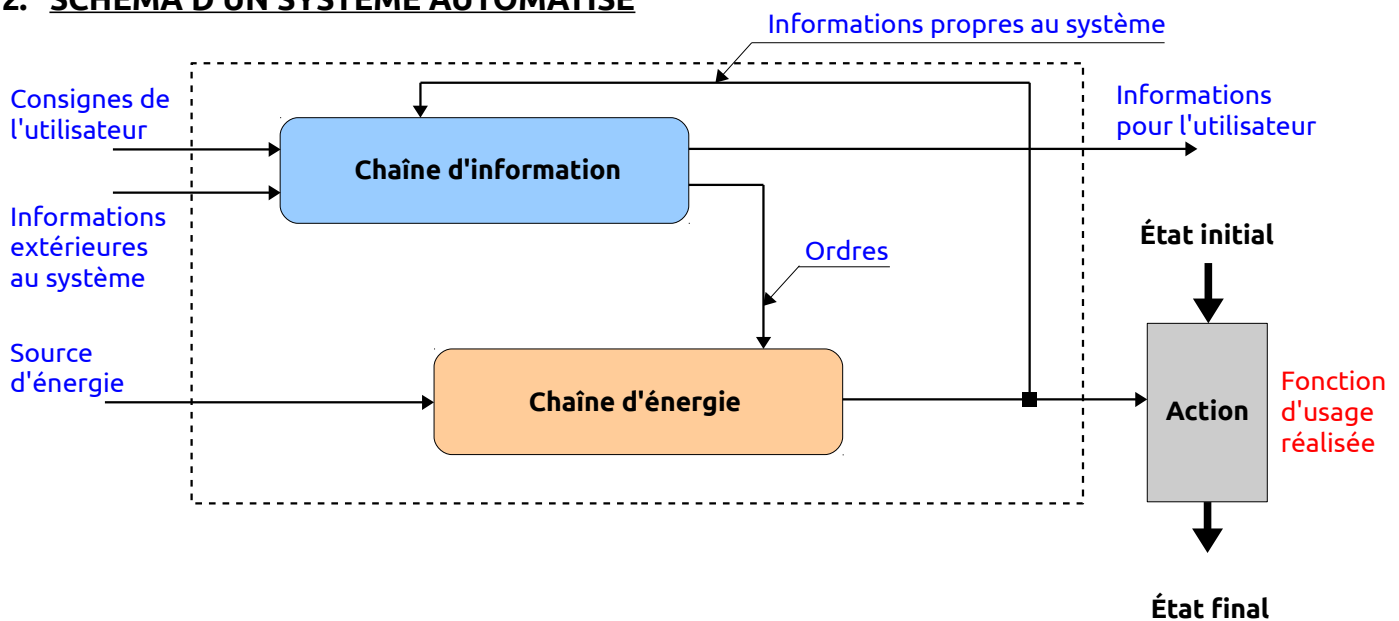 2. SCHÉMA D'UN SYSTÈME AUTOMATISÉ
Informations propres au système
Consignes de
l'utilisateur
Informations
pour l'utilisateur
Chaîne d'information
Informations
extérieures
au système
État initial
Ordres
Source
d'énergie
Chaîne d'énergie
Action
Fonction
d'usage
réalisée
État final